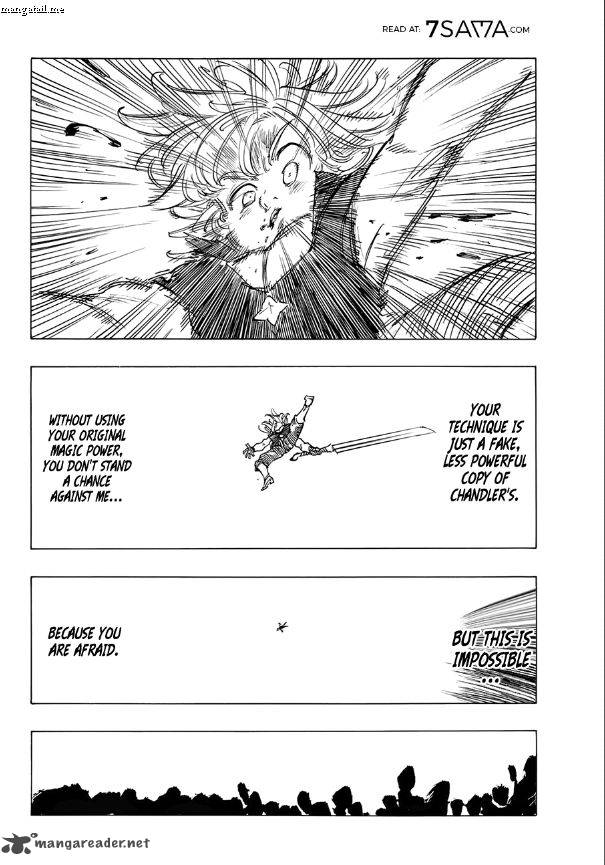 mangatail.me
READ AT: 7SAMA.COM
YOUR
TECHNIQUE IS
JUST A FAKE,
LESS POWERFUL
COPY OF
CHANDLER'S.
WITHOUT USING
YOUR ORIGINAL
MAGIC POWER,
YOU DON'T STAND
A CHANCE
AGAINST ME...
BUT THIS IS
IMPOSSIBLE
...
BECAUSE YOU
ARE AFRAID.
mangareader.net